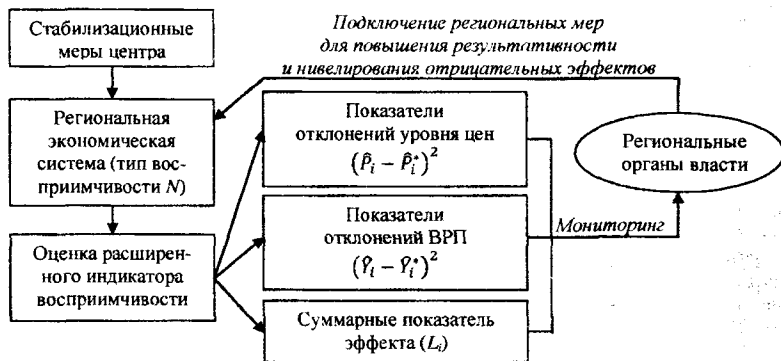 Стабилизационные
меры центра
Подключение региональных мер
для повышения результативности
и нивелирования отрицательных эффектов
Региональная
экономическая
система (тип вос-
приимчивости N)
Показатели
отклонений уровня цен
(P̂ᵢ − P̂ᵢ*)²
Региональные
органы власти
Оценка расширен-
ного индикатора
восприимчивости
Показатели
отклонений ВРП
(Ŷᵢ − Ŷᵢ*)²
Мониторинг
Суммарные показатель
эффекта (Lᵢ)